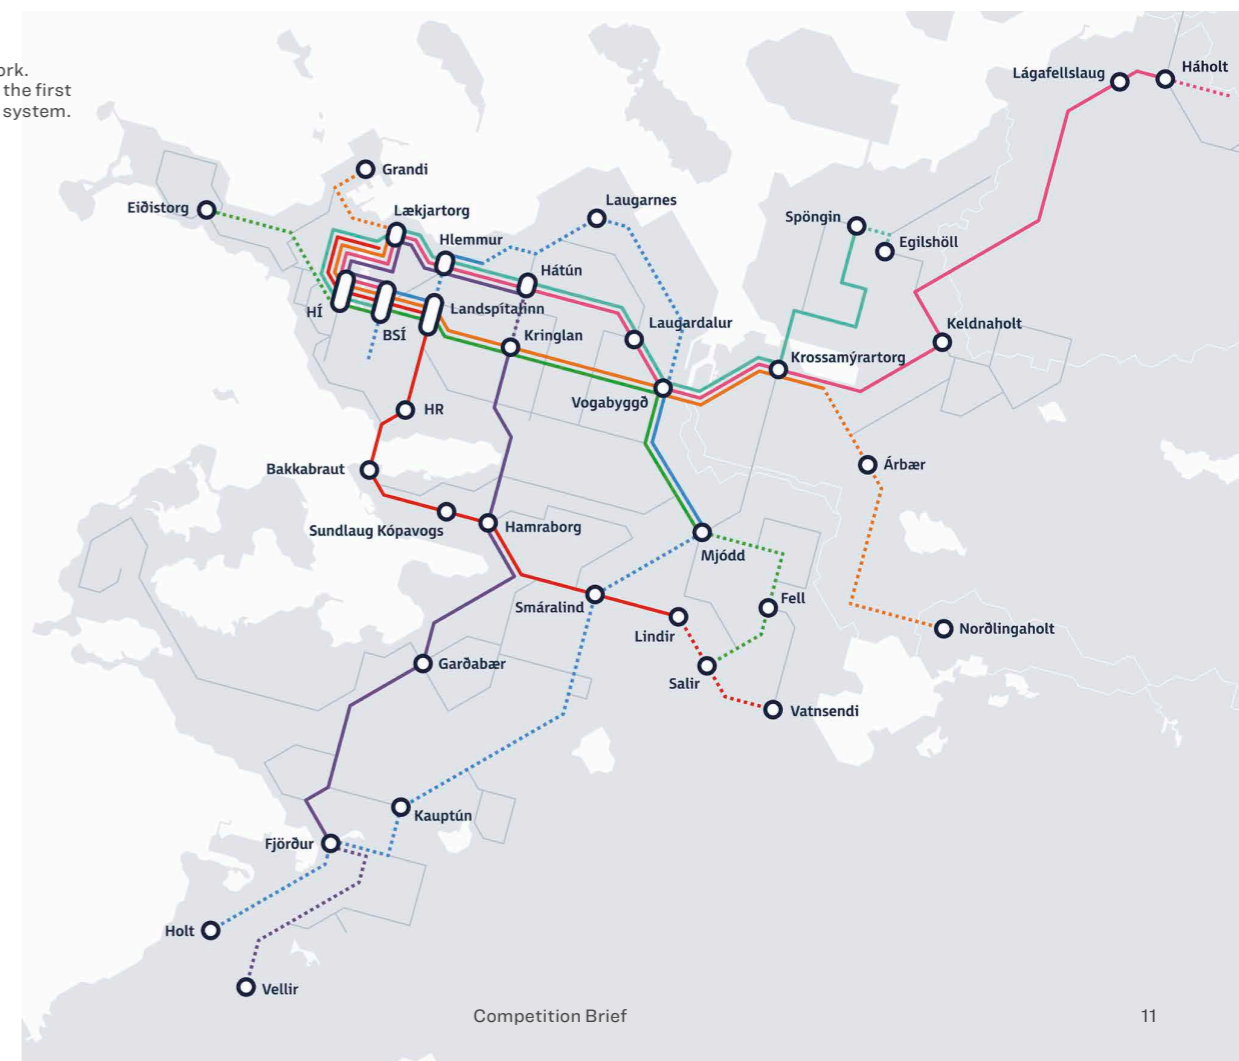 ork.
the first
system.
Háholt
Lágafellslaug
Grandi
Eiðistorg
Lækjartorg
Laugarnes
Spöngin
Hlemmur
Egilshöll
Hátún
HÍ
Landspítalinn
BSÍ
Kringlan
Laugardalur
Keldnaholt
Krossamýrartorg
Vogabyggð
HR
Bakkabraut
Árbær
Sundlaug Kópavogs
Hamraborg
Mjódd
Smáralind
Fell
Lindir
Norðlingaholt
Garðabær
Salir
Vatnsendi
Kauptún
Fjörður
Holt
Vellir
Competition Brief
11